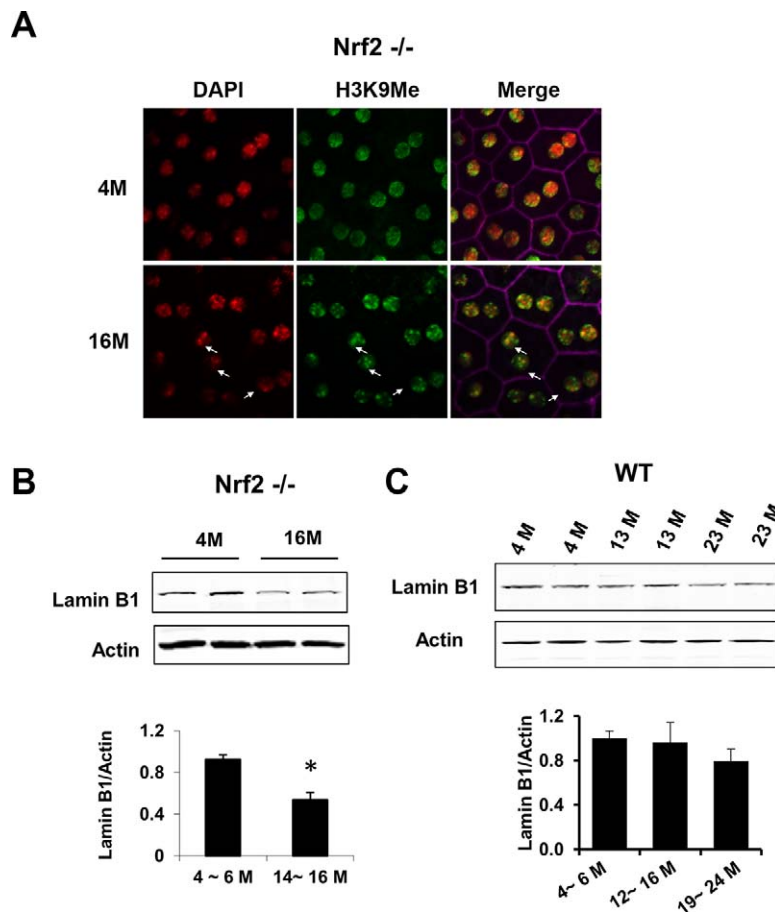 A
Nrf2 -/-
DAPI H3K9Me Merge
4M
16M
B
Nrf2 -/-
4M 16M
Lamin B1
Actin
Lamin B1/Actin
1.2
0.8
0.4
0
*
4 ~ 6 M 14~ 16 M
C
WT
4 M 4 M 13 M 13 M 23 M 23 M
Lamin B1
Actin
Lamin B1/Actin
1.2
0.8
0.4
0.0
4~ 6 M 12~ 16 M 19~ 24 M